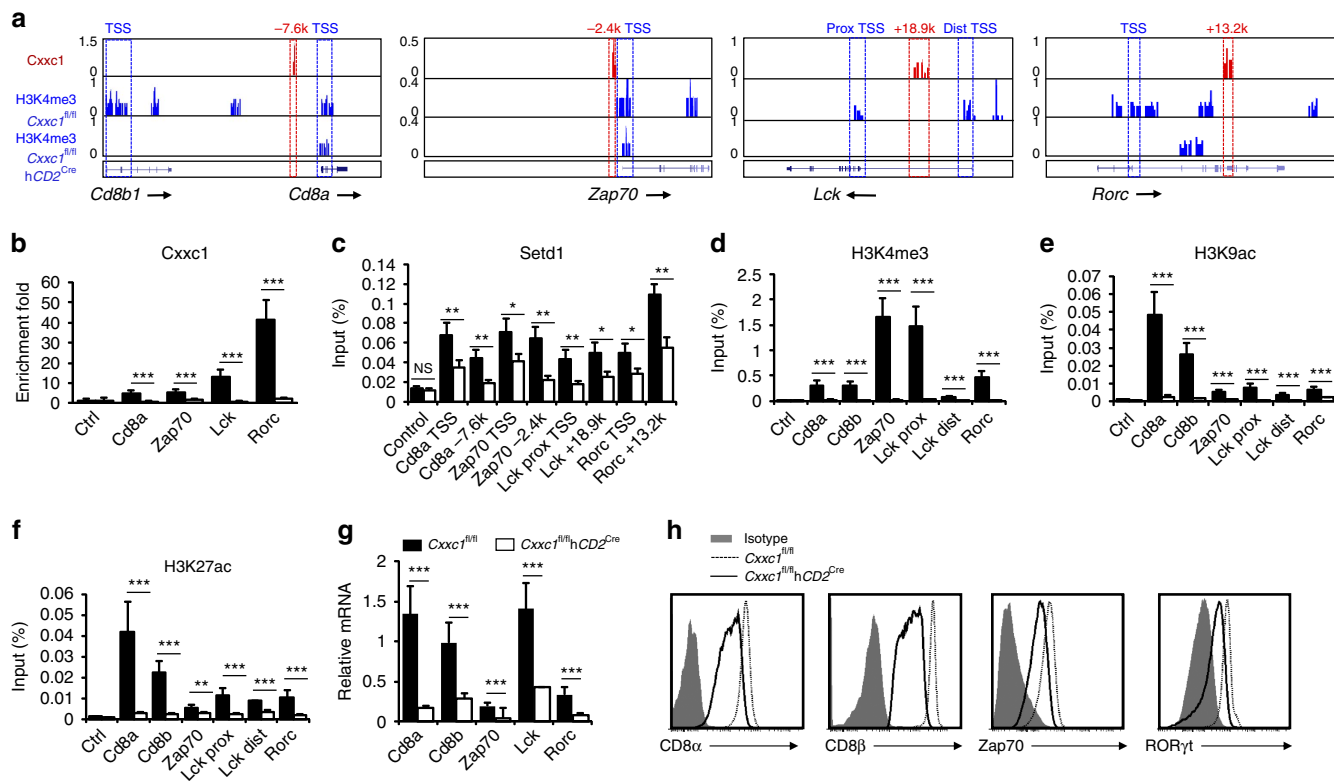 a
TSS −7.6k TSS −2.4k TSS Prox TSS +18.9k Dist TSS TSS +13.2k
1.5 0.5 1 1
Cxxc1
0 0 0 0
1 0.4 1 1
H3K4me3
Cxxc1fl/fl
0 0 0 0
1 0.4 1 1
H3K4me3
Cxxc1fl/fl
hCD2Cre
0 0 0 0
Cd8b1 Cd8a Zap70 Lck Rorc
b
Cxxc1
Enrichment fold
60
50
40
30
20
10
0
*** *** *** ***
Ctrl Cd8a Zap70 Lck Rorc
c
Setd1
Input (%)
0.14
0.12
0.1
0.08
0.06
0.04
0.02
0
NS ** ** * ** ** * * **
Control Cd8a TSS Cd8a −7.6k Zap70 TSS Zap70 −2.4k Lck prox TSS Lck +18.9k Rorc TSS Rorc +13.2k
d
H3K4me3
Input (%)
2.5
2
1.5
1
0.5
0
*** *** *** *** *** ***
Ctrl Cd8a Cd8b Zap70 Lck prox Lck dist Rorc
e
H3K9ac
Input (%)
0.07
0.06
0.05
0.04
0.03
0.02
0.01
0
*** *** *** *** *** ***
Ctrl Cd8a Cd8b Zap70 Lck prox Lck dist Rorc
f
H3K27ac
Input (%)
0.06
0.05
0.04
0.03
0.02
0.01
0
*** *** ** *** *** ***
Ctrl Cd8a Cd8b Zap70 Lck prox Lck dist Rorc
g
Cxxc1fl/fl Cxxc1fl/flhCD2Cre
Relative mRNA
2
1.5
1
0.5
0
*** *** *** *** ***
Cd8a Cd8b Zap70 Lck Rorc
h
Isotype
Cxxc1fl/fl
Cxxc1fl/flhCD2Cre
CD8α CD8β Zap70 RORγt